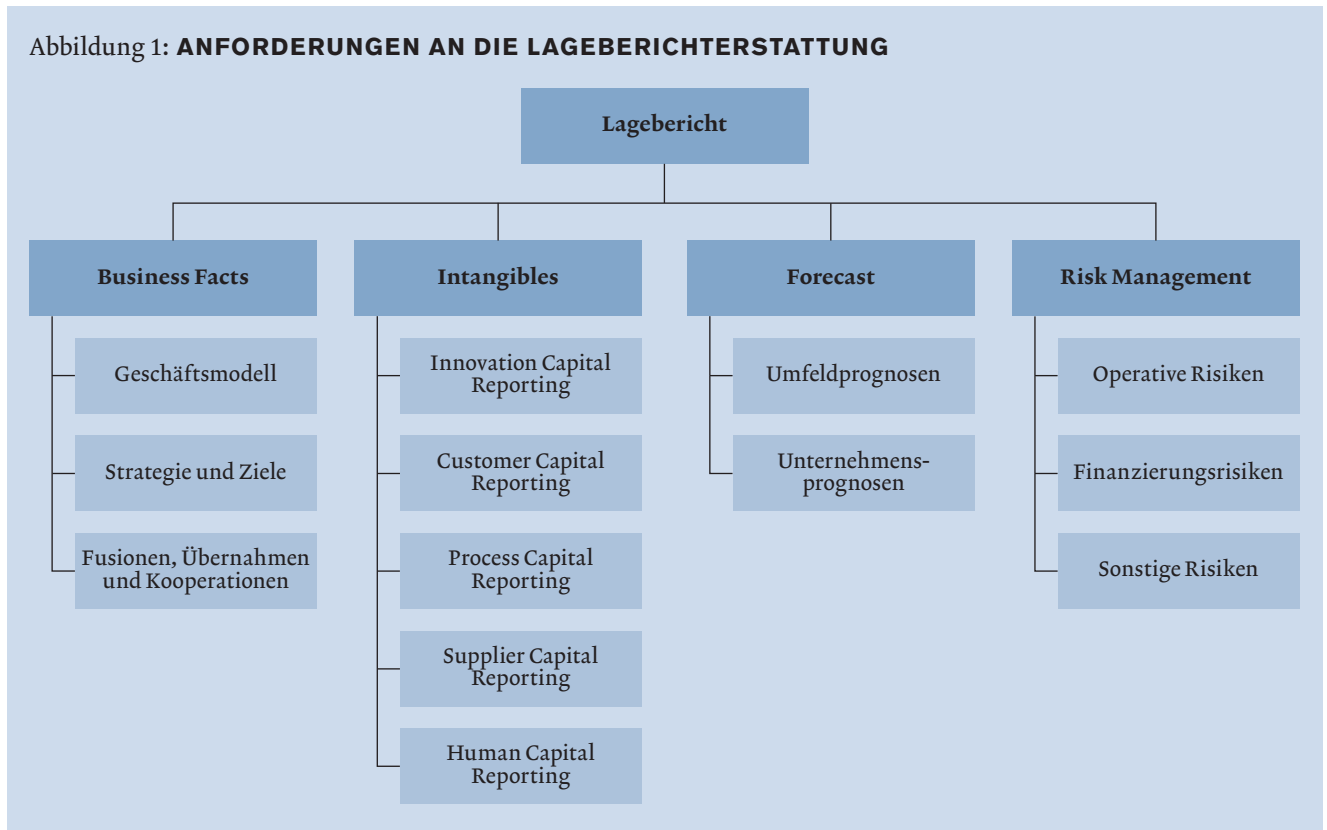 Abbildung 1: ANFORDERUNGEN AN DIE LAGEBERICHTERSTATTUNG
Lagebericht
Business Facts
Geschäftsmodell
Strategie und Ziele
Fusionen, Übernahmen
und Kooperationen
Intangibles
Innovation Capital
Reporting
Customer Capital
Reporting
Process Capital
Reporting
Supplier Capital
Reporting
Human Capital
Reporting
Forecast
Umfeldprognosen
Unternehmens-
prognosen
Risk Management
Operative Risiken
Finanzierungsrisiken
Sonstige Risiken